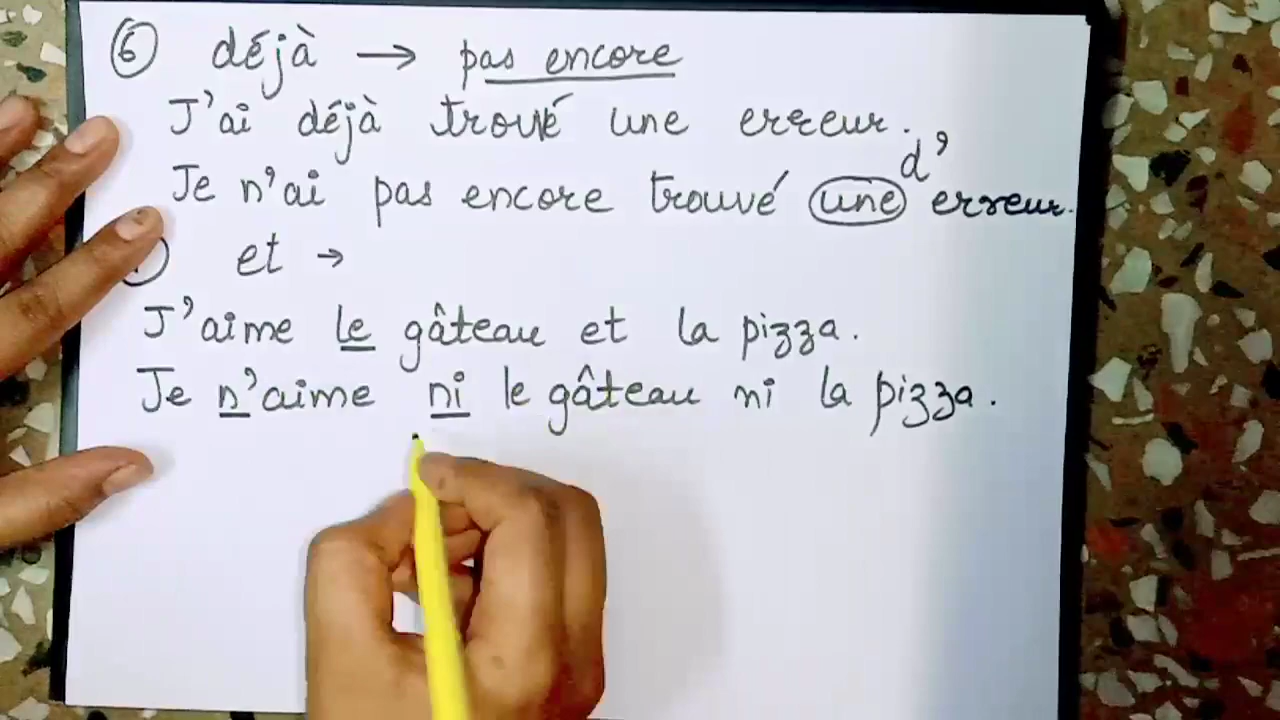 6 déjà → pas encore
J'ai déjà trouvé une erreur.
d'
Je n'ai pas encore trouvé une erreur.
et →
J'aime le gâteau et la pizza.
Je n'aime ni le gâteau ni la pizza.